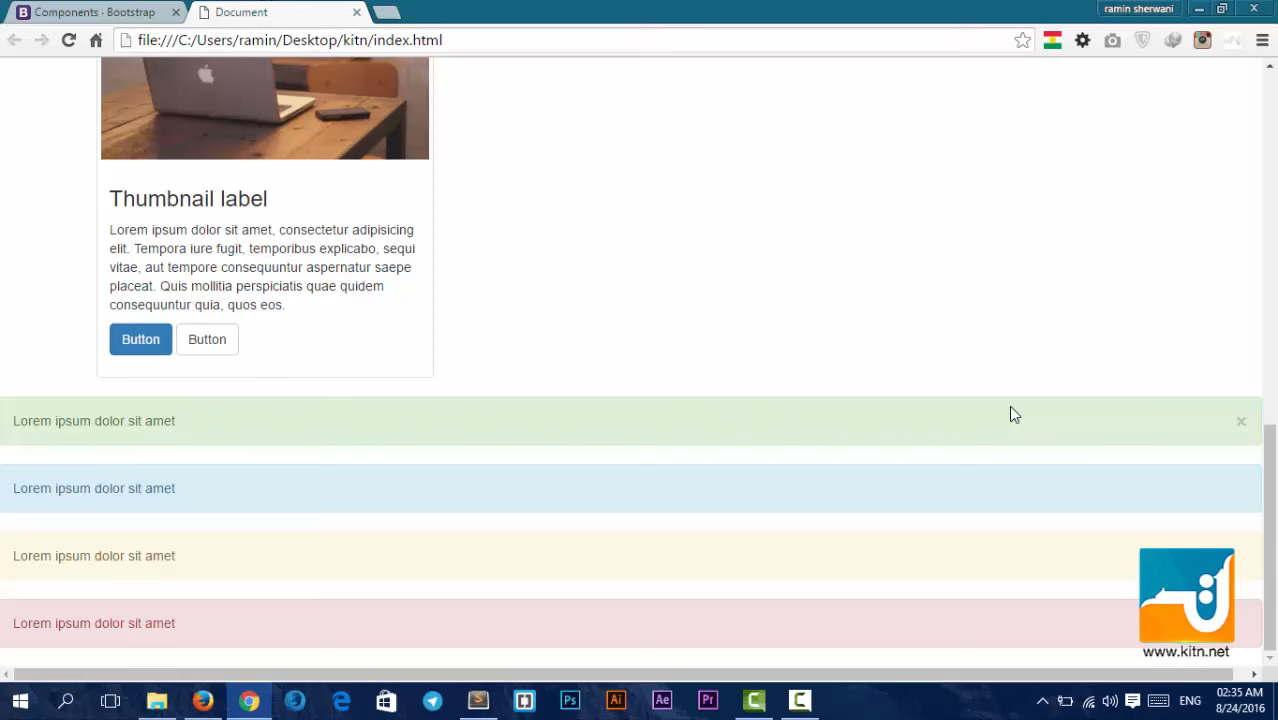 Components · Bootstrap
Document
ramin sherwani
file:///C:/Users/ramin/Desktop/kitn/index.html
Thumbnail label
Lorem ipsum dolor sit amet, consectetur adipisicing
elit. Tempora iure fugit, temporibus explicabo, sequi
vitae, aut tempore consequuntur aspernatur saepe
placeat. Quis mollitia perspiciatis quae quidem
consequuntur quia, quos eos.
Button Button
Lorem ipsum dolor sit amet
×
Lorem ipsum dolor sit amet
Lorem ipsum dolor sit amet
Lorem ipsum dolor sit amet
www.kitn.net
Ps Ai Ae Pr
ENG
02:35 AM
8/24/2016